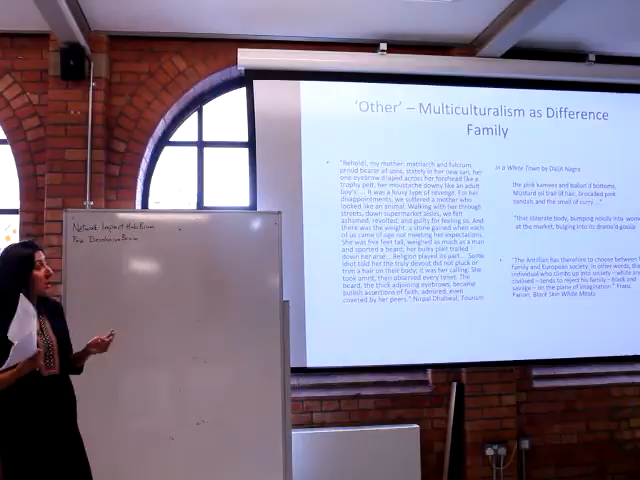 'Other' – Multiculturalism as Difference
Family
"Behold!, my mother: matriarch and fulcrum,
proud bearer of sons, stately in her new sari, her
one eyebrow draped across her forehead like a
trophy pelt, her moustache downy like an adult
boy's.... It was a lousy type of revenge. For her
disappointments, we suffered a mother who
looked like an animal. Walking with her through
streets, down supermarket aisles, we felt
ashamed, revolted, and guilty for feeling so. And
there was the weight: a stone gained when each
of us came of age not meeting her expectations.
She was five feet tall, weighed as much as a man
and sported a beard; her bulky plait trailed
down her arse... Religion played its part. Some
idiot told her the truly devout did not pluck or
trim a hair on their body; it was her calling. She
took amrit, then observed every tenet. The
beard, the thick adjoining eyebrows, became
bullish assertions of faith, admired, even
coveted by her peers." Nirpal Dhaliwal, Tourism
In a White Town by Daljit Nagra
the pink kameez and balloon'd bottoms,
Mustard oil trail of hair, brocaded pink
sandals and the smell of curry...."
"that illiterate body, bumping noisily into women
at the market, bulging into its drama's gossip
"The Antillian has therefore to choose between
family and European society, in other words, the
individual who climbs up into society – white and
civilised – tends to reject his family – black and
savage – on the plane of imagination." Frantz
Fanon, Black Skin White Masks
Network Impact Hub Brum